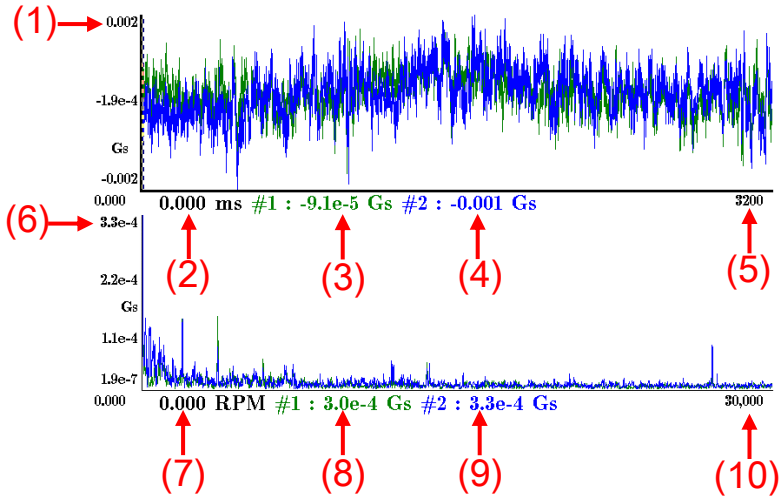 (1)
0.002
-1.9e-4
Gs
-0.002
0.000 0.000 ms #1 : -9.1e-5 Gs #2 : -0.001 Gs 3200
(6)
3.3e-4
(2) (3) (4) (5)
2.2e-4
Gs
1.1e-4
1.9e-7
0.000 0.000 RPM #1 : 3.0e-4 Gs #2 : 3.3e-4 Gs 30,000
(7) (8) (9) (10)